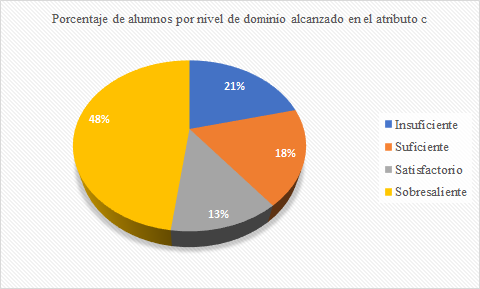 Porcentaje de alumnos por nivel de dominio alcanzado en el atributo c
21%
48%
18%
13%
Insuficiente
Suficiente
Satisfactorio
Sobresaliente